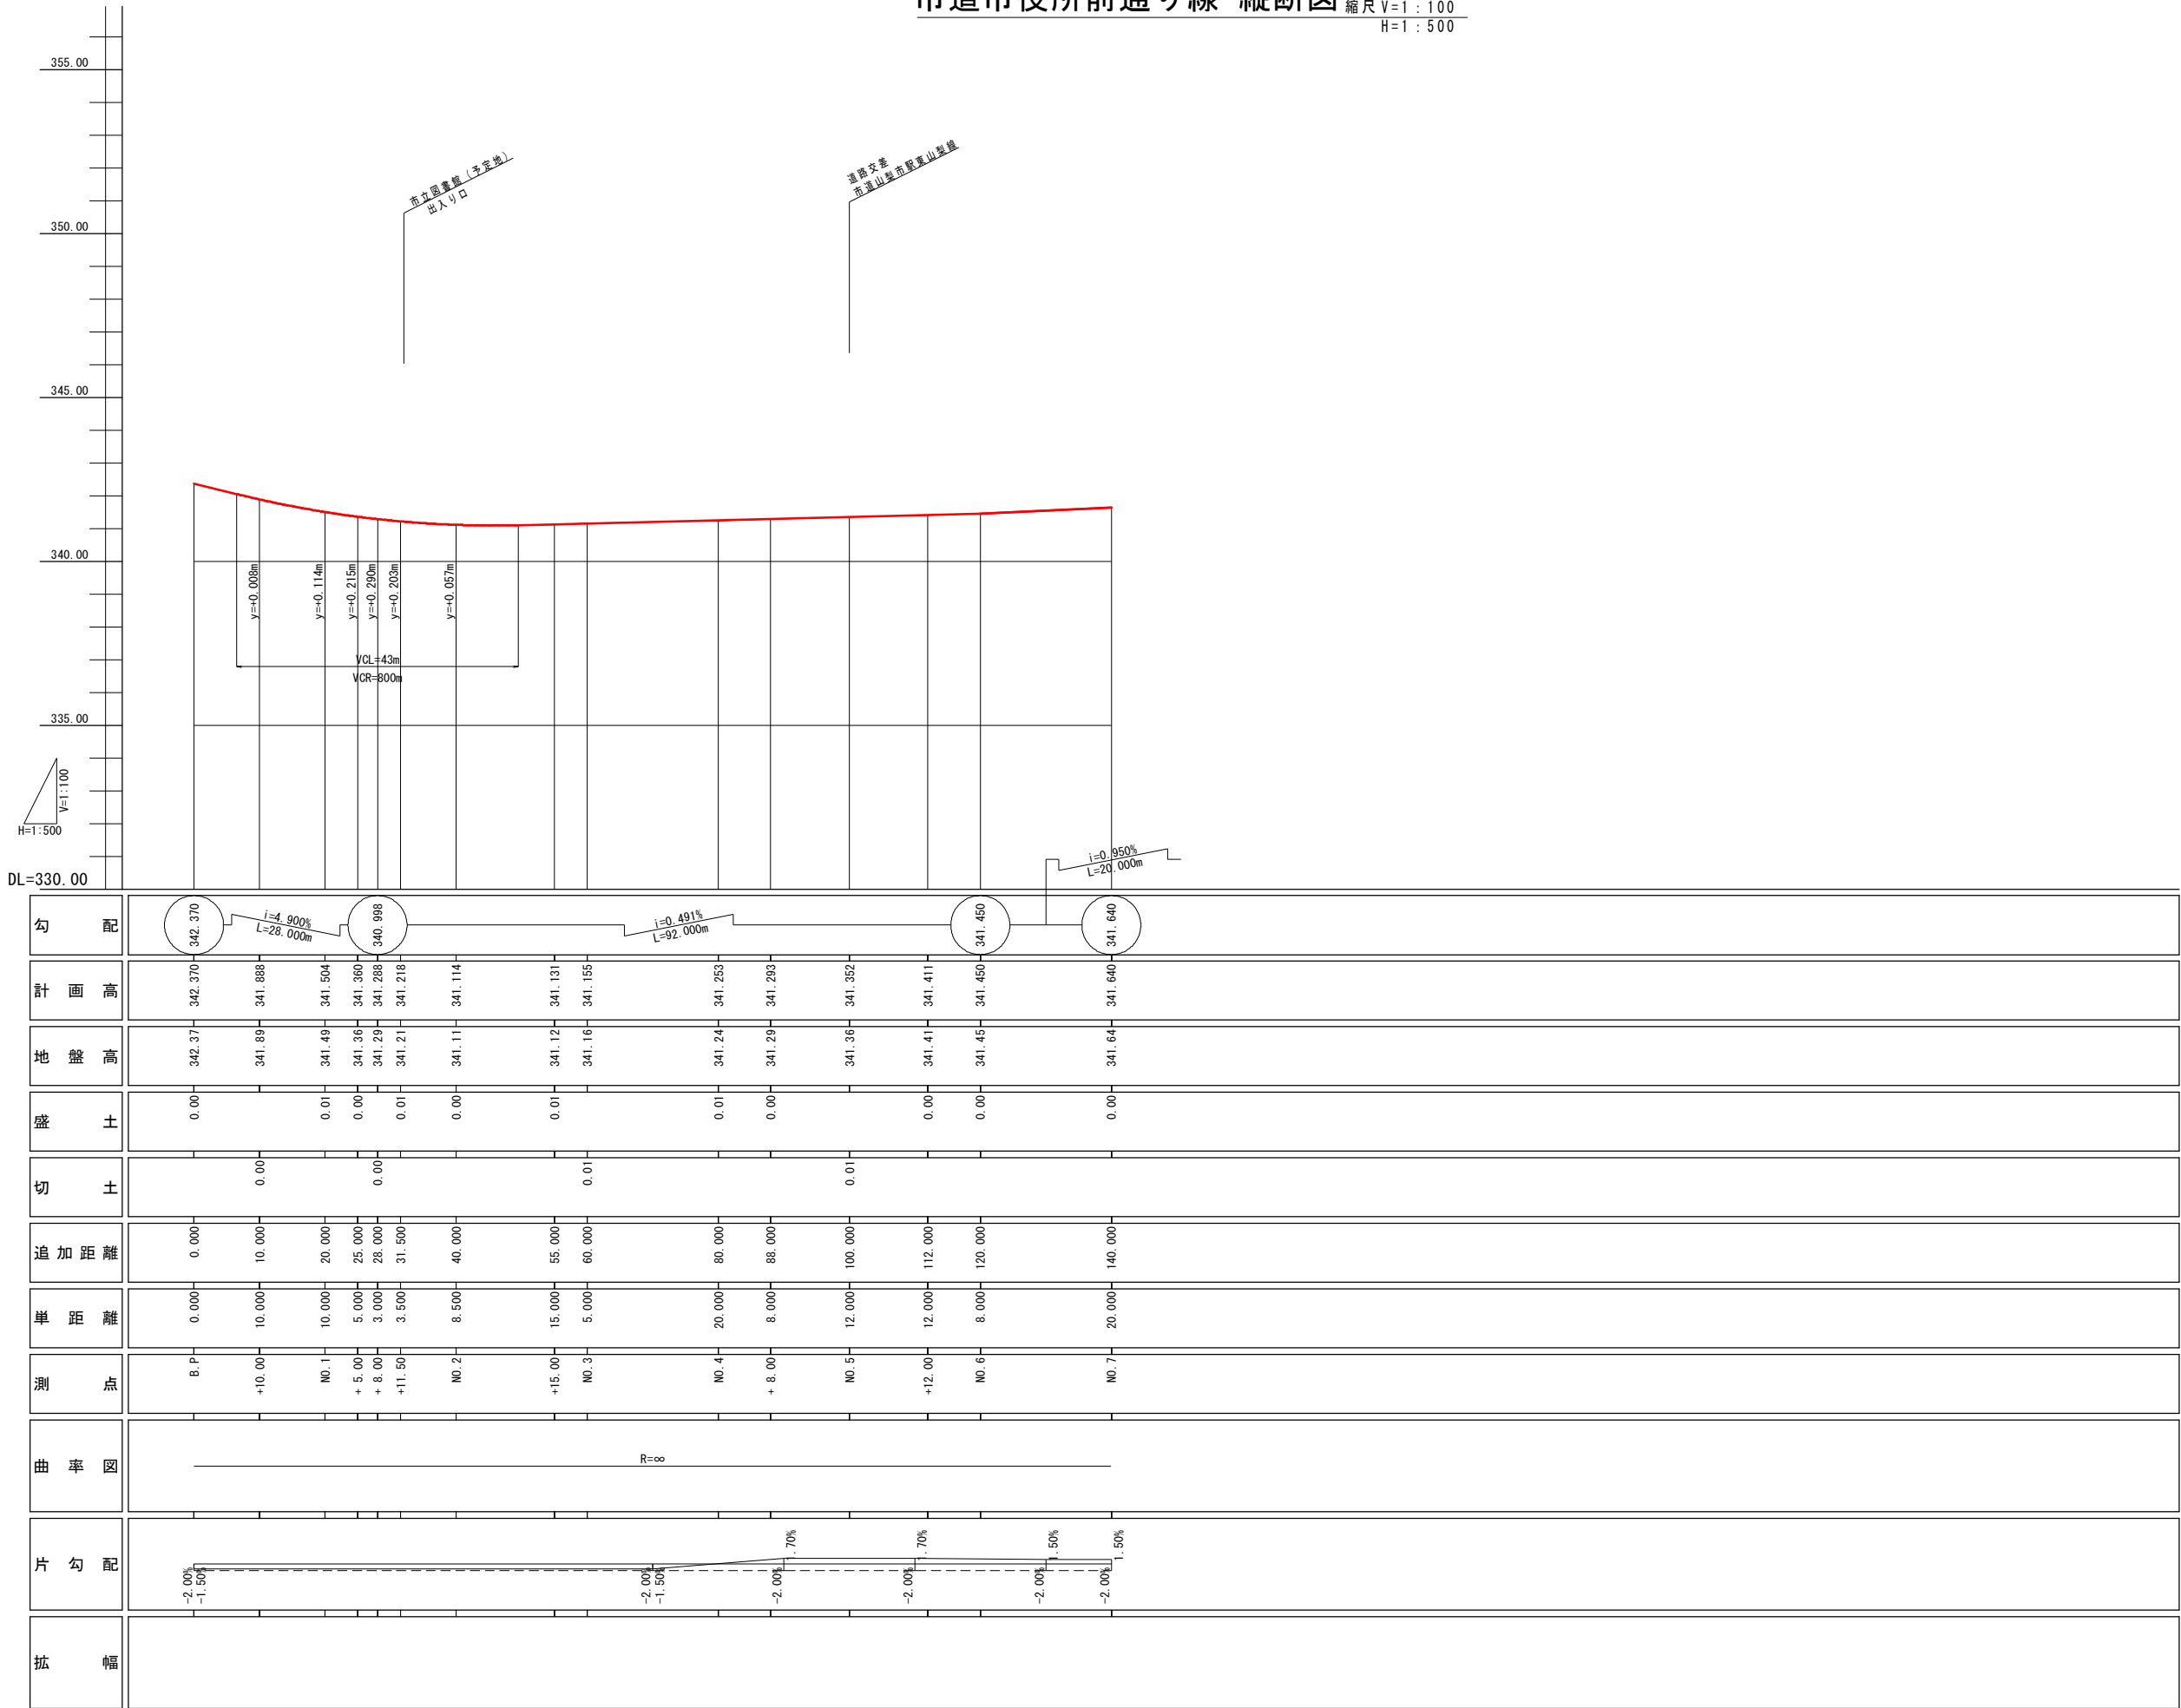 市道市役所前通り線 縦断図 縮尺 V=1：100
H=1：500
355.00
350.00
345.00
340.00
335.00
DL=330.00
V=1:100
H=1:500
市立図書館（予定地）
出入り口
道路交差
市道山梨市駅東山梨線
y=+0.008m
y=+0.114m
y=+0.215m
y=+0.290m
y=+0.203m
y=+0.057m
VCL=43m
VCR=800m
勾配
342.370
i=4.900%
L=28.000m
340.998
i=0.491%
L=92.000m
341.450
i=0.950%
L=20.000m
341.640
計画高 342.370 341.888 341.504 341.360 341.288 341.218 341.114 341.131 341.155 341.253 341.293 341.352 341.411 341.450 341.640
地盤高 342.37 341.89 341.49 341.36 341.29 341.21 341.11 341.12 341.16 341.24 341.29 341.36 341.41 341.45 341.64
盛土 0.00 0.01 0.00 0.01 0.00 0.01 0.01 0.00 0.00 0.00 0.00
切土 0.00 0.00 0.01 0.01
追加距離 0.000 10.000 20.000 25.000 28.000 31.500 40.000 55.000 60.000 80.000 88.000 100.000 112.000 120.000 140.000
単距離 0.000 10.000 10.000 5.000 3.000 3.500 8.500 15.000 5.000 20.000 8.000 12.000 12.000 8.000 20.000
測点 B.P +10.00 NO.1 + 5.00 + 8.00 +11.50 NO.2 +15.00 NO.3 NO.4 + 8.00 NO.5 +12.00 NO.6 NO.7
曲率図 R=∞
片勾配
-2.00%
-1.50%
-2.00%
-1.50%
1.70%
-2.00%
1.70%
-2.00%
1.50%
-2.00%
1.50%
-2.00%
拡幅